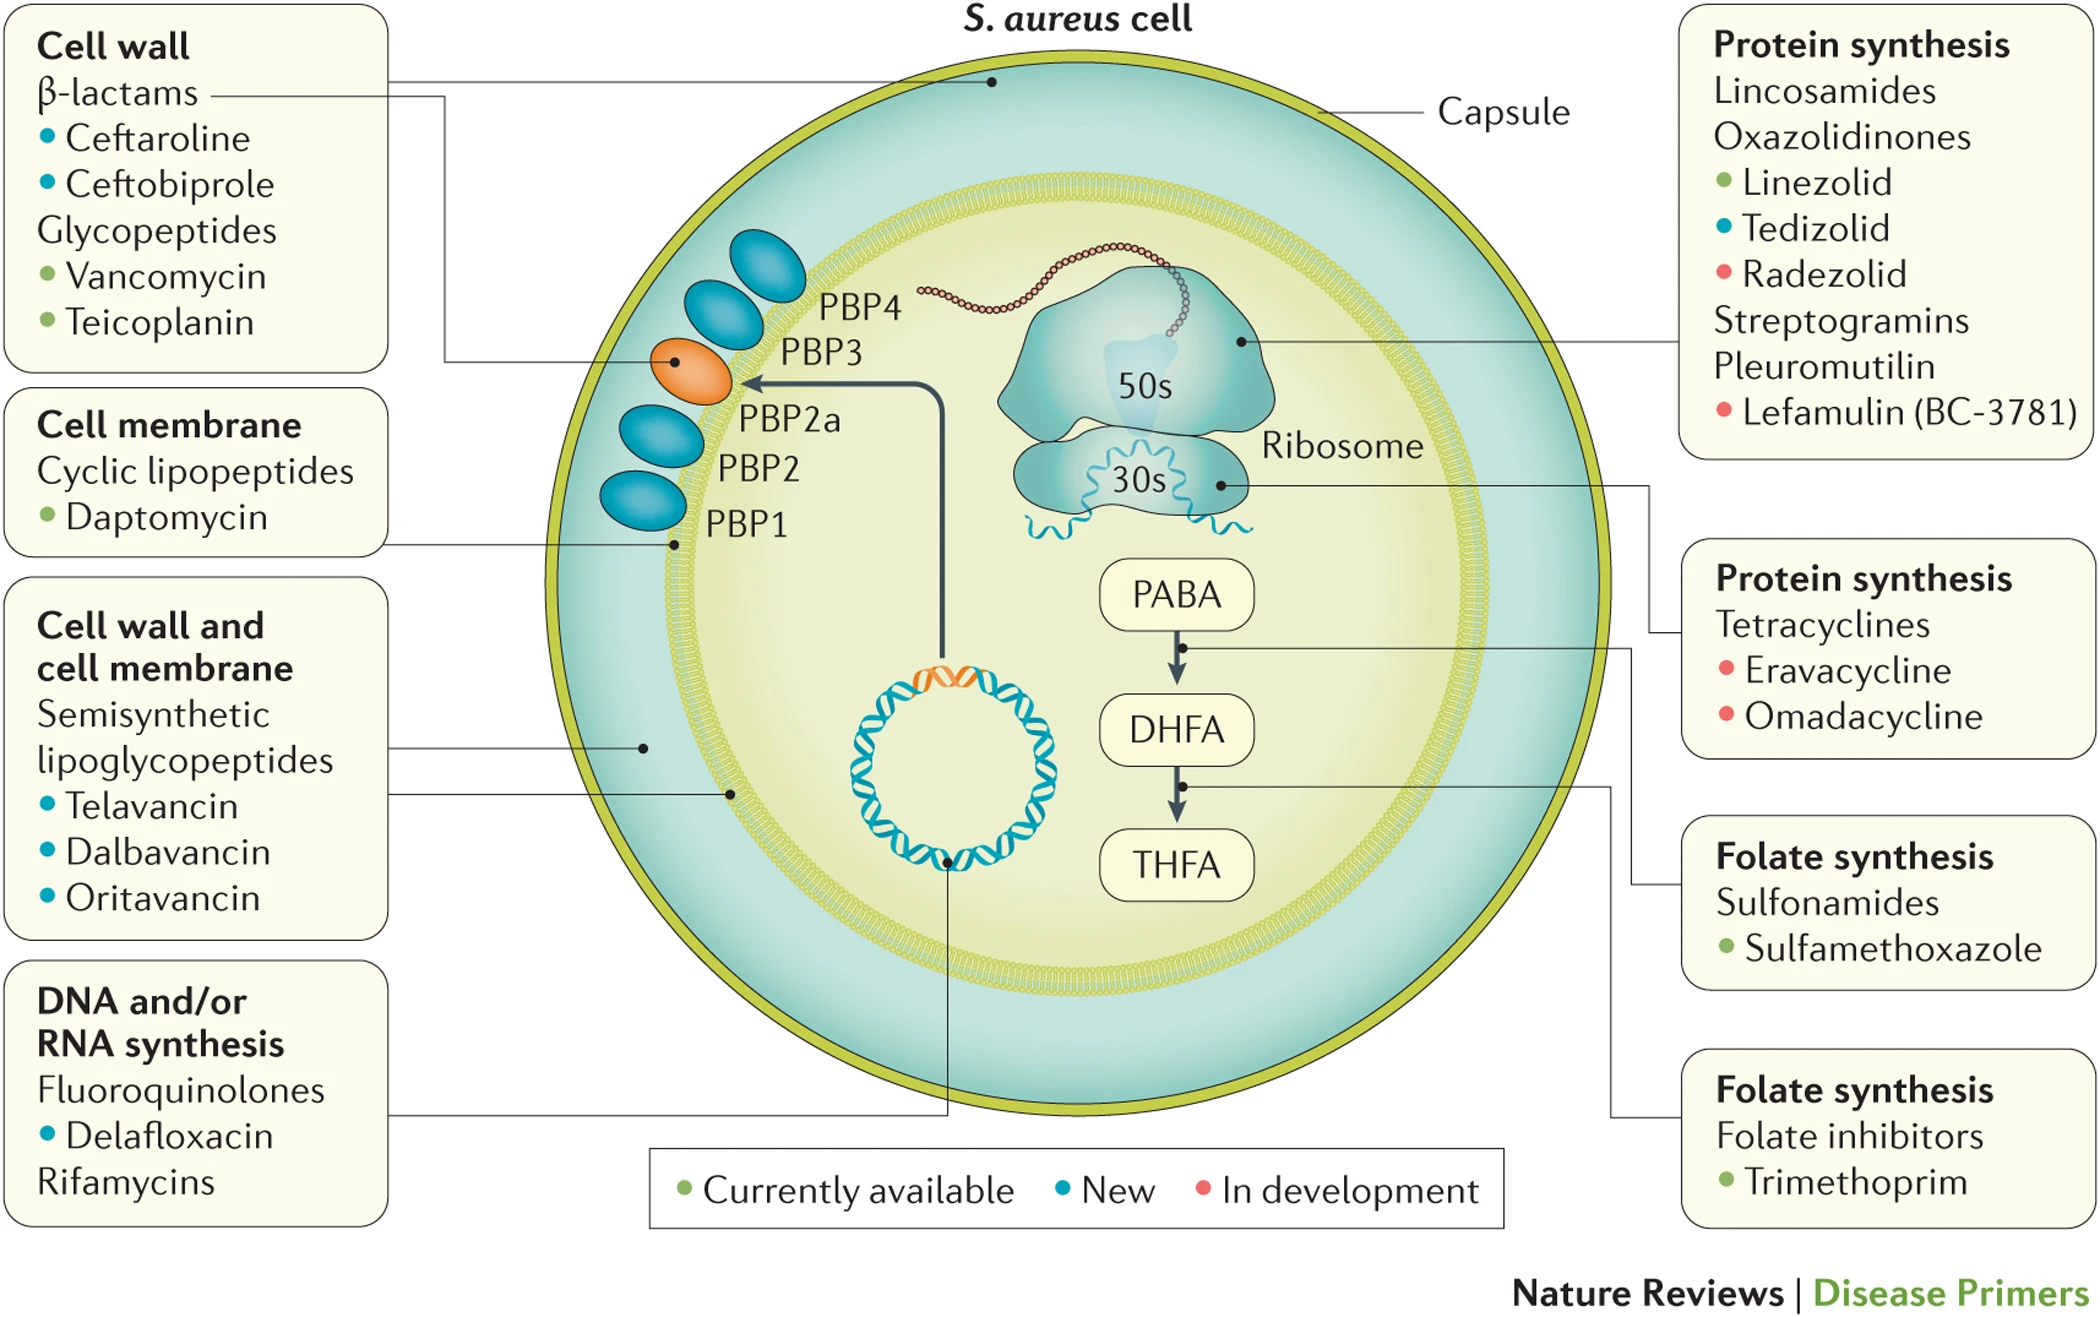 S. aureus cell
Cell wall
β-lactams
• Ceftaroline
• Ceftobiprole
Glycopeptides
• Vancomycin
• Teicoplanin
Cell membrane
Cyclic lipopeptides
• Daptomycin
Cell wall and
cell membrane
Semisynthetic
lipoglycopeptides
• Telavancin
• Dalbavancin
• Oritavancin
DNA and/or
RNA synthesis
Fluoroquinolones
• Delafloxacin
Rifamycins
Capsule
PBP4
PBP3
PBP2a
PBP2
PBP1
50s
Ribosome
30s
PABA
DHFA
THFA
Protein synthesis
Lincosamides
Oxazolidinones
• Linezolid
• Tedizolid
• Radezolid
Streptogramins
Pleuromutilin
• Lefamulin (BC-3781)
Protein synthesis
Tetracyclines
• Eravacycline
• Omadacycline
Folate synthesis
Sulfonamides
• Sulfamethoxazole
Folate synthesis
Folate inhibitors
• Trimethoprim
• Currently available • New • In development
Nature Reviews | Disease Primers